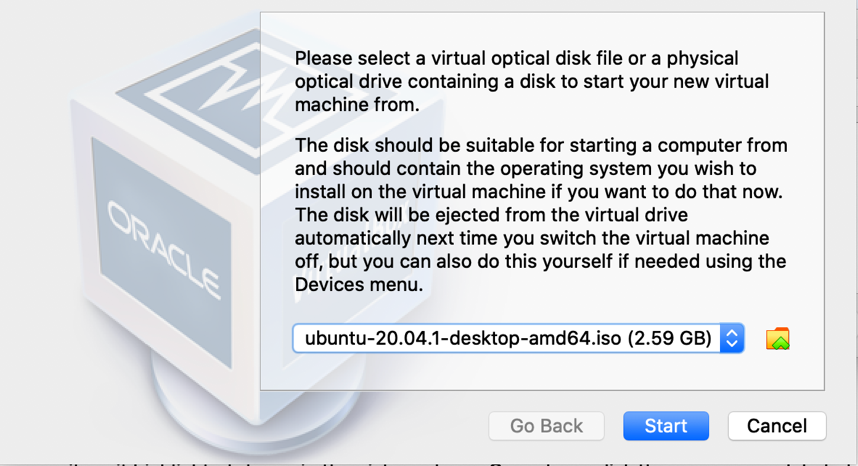 Please select a virtual optical disk file or a physical
optical drive containing a disk to start your new virtual
machine from.
The disk should be suitable for starting a computer from
and should contain the operating system you wish to
install on the virtual machine if you want to do that now.
The disk will be ejected from the virtual drive
automatically next time you switch the virtual machine
off, but you can also do this yourself if needed using the
Devices menu.
ORACLE
ubuntu-20.04.1-desktop-amd64.iso (2.59 GB)
Go Back
Start
Cancel